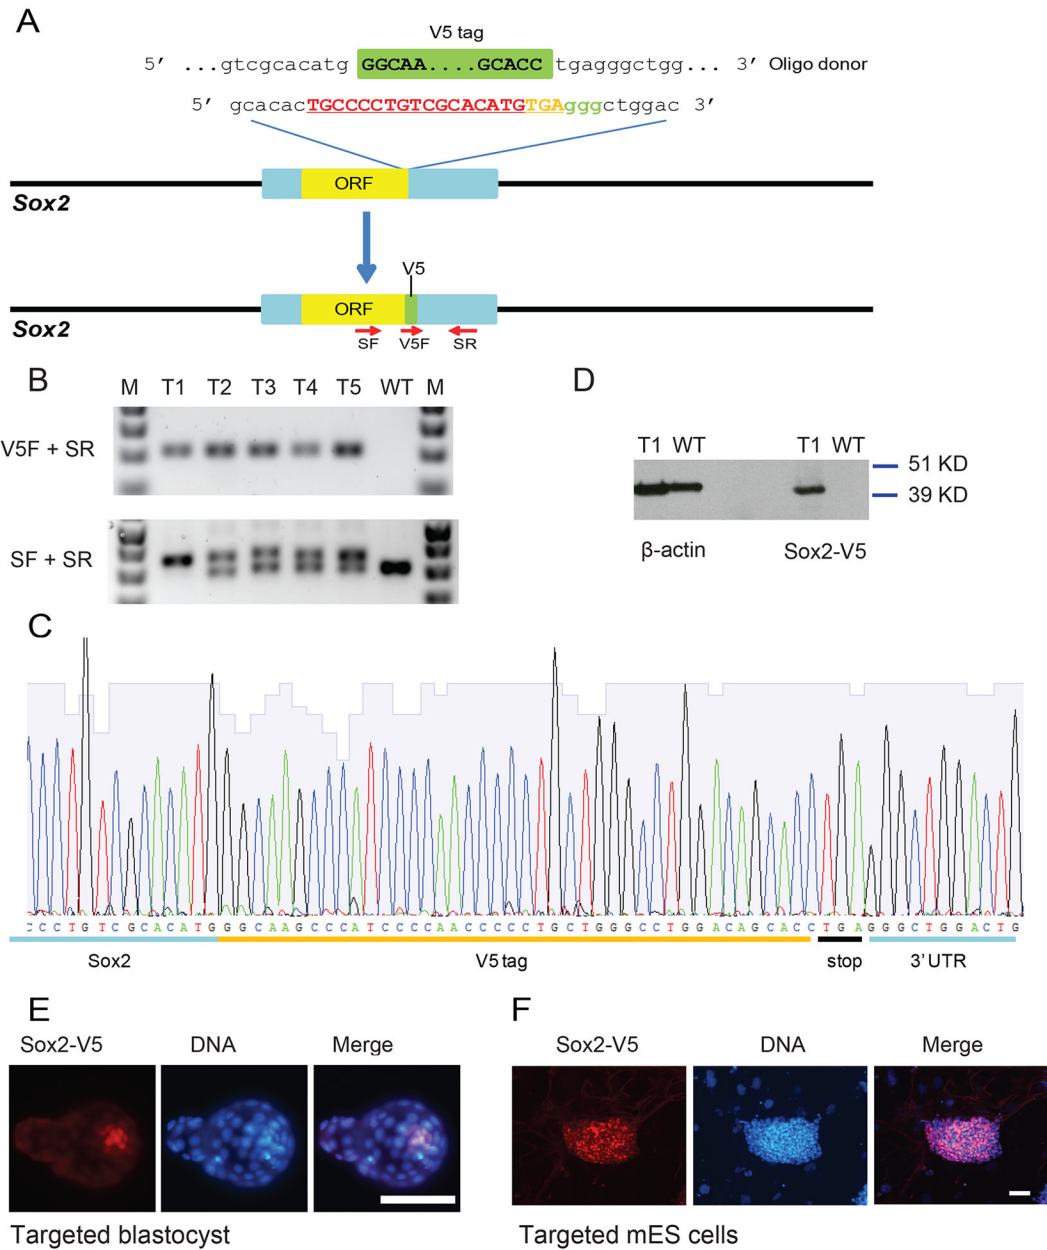 A
V5 tag
5′ ...gtcgcacatg GGCAA....GCACC tgagggctgg... 3′ Oligo donor
5′ gcacacTGCCCCTGTCGCACATGTGAgggctggac 3′
ORF
Sox2
V5
ORF
Sox2
SF V5F SR
B
M T1 T2 T3 T4 T5 WT M
V5F + SR
SF + SR
D
T1 WT T1 WT
51 KD
39 KD
β-actin Sox2-V5
C
CCCTGTCGCACATGGGCAAGCCCATCCCCAACCCCCTGCTGGGCCTGGACAGCACCTGAGGGCTGGACTG
Sox2 V5 tag stop 3’UTR
E
Sox2-V5 DNA Merge
Targeted blastocyst
F
Sox2-V5 DNA Merge
Targeted mES cells